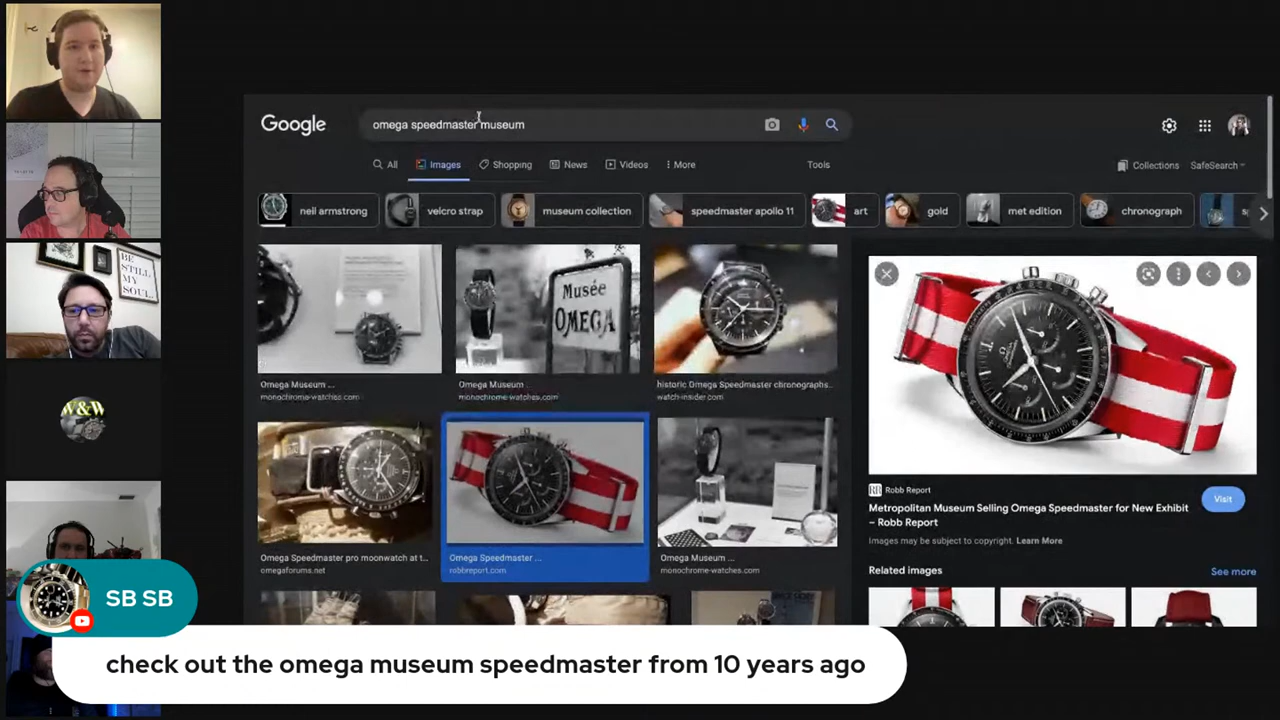 BE
STILL
MY
SOUL.
W&W
Google
omega speedmaster museum
All
Images
Shopping
News
Videos
More
Tools
Collections
SafeSearch
neil armstrong
velcro strap
museum collection
speedmaster apollo 11
art
gold
met edition
chronograph
Musée
OMEGA
Omega Museum ...
monochrome-watches.com
Omega Museum ...
monochrome-watches.com
historic Omega Speedmaster chronographs...
watch-insider.com
Omega Speedmaster pro moonwatch at t...
omegaforums.net
Omega Speedmaster ...
robbreport.com
Omega Museum ...
monochrome-watches.com
RR Robb Report
Metropolitan Museum Selling Omega Speedmaster for New Exhibit
– Robb Report
Visit
Images may be subject to copyright. Learn More
Related images
See more
SB SB
check out the omega museum speedmaster from 10 years ago